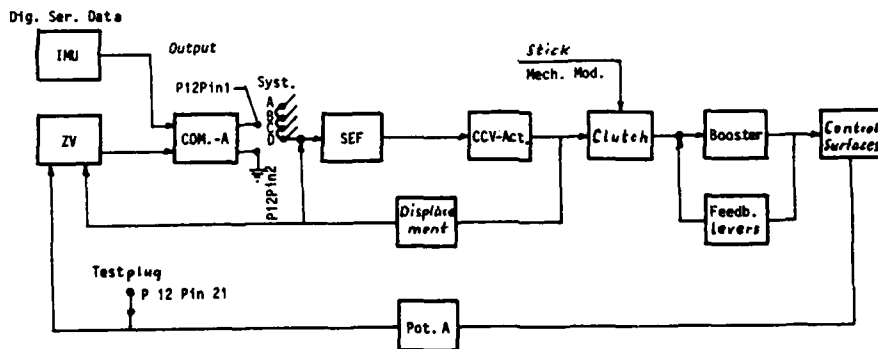 Dig. Ser. Data
IMU
Output
P12Pin1
Syst.
A
B
C
D
Stick
Mech. Mod.
ZV
COM.-A
SEF
CCV-Act.
Clutch
Booster
Control
Surfaces
P12Pin2
Displace
ment
Feedb.
levers
Testplug
P 12 Pin 21
Pot. A